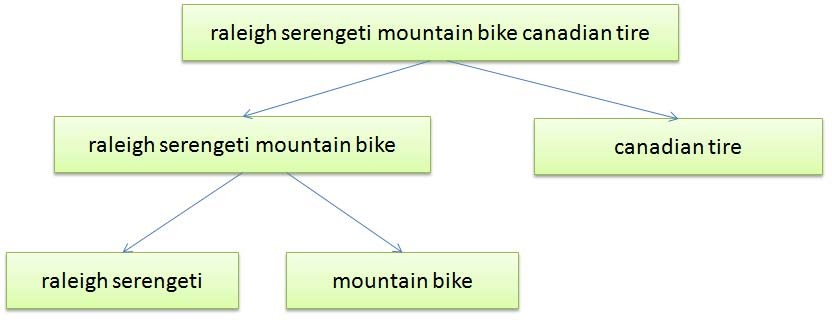 raleigh serengeti mountain bike canadian tire
raleigh serengeti mountain bike
canadian tire
raleigh serengeti
mountain bike